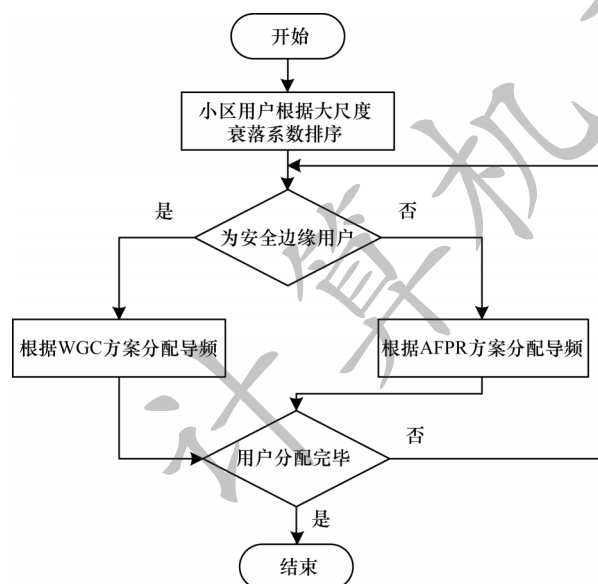 开始
小区用户根据大尺度
衰落系数排序
是
否
为安全边缘用户
根据WGC方案分配导频
根据AFPR方案分配导频
用户分配完毕
否
是
结束
计算机